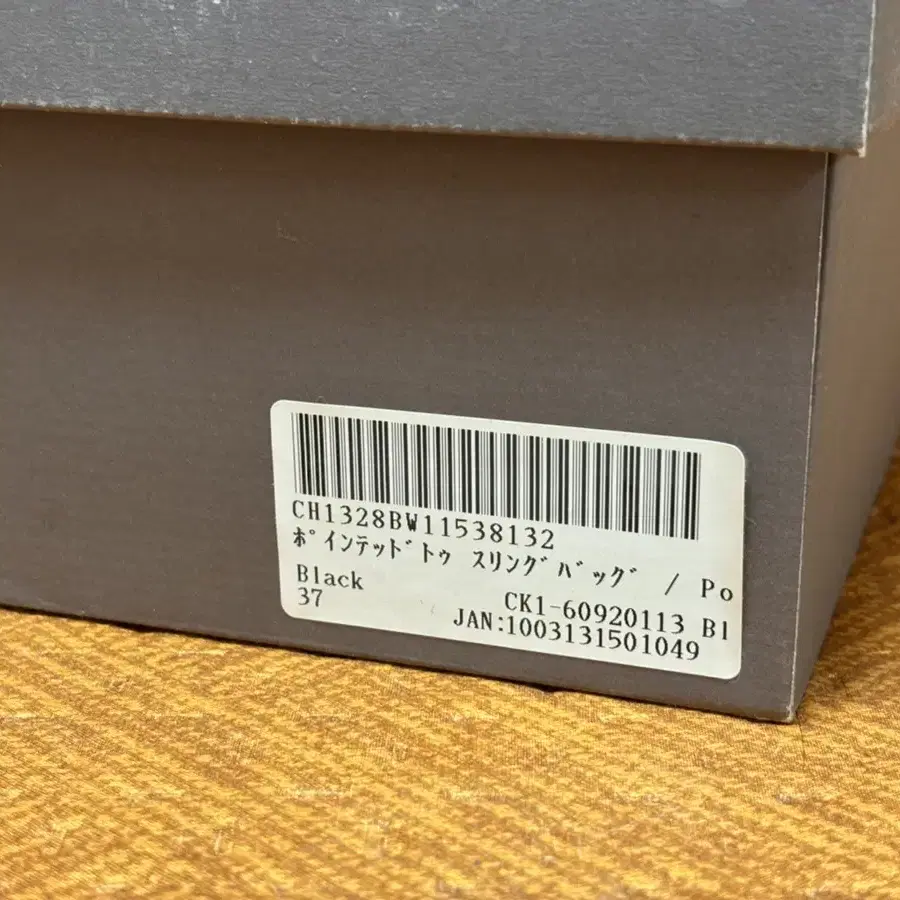 CH1328BW11538132
ﾎﾟｲﾝﾃｯﾄﾞﾄｩ ｽﾘﾝｸﾞﾊﾞｯｸﾞ / Po
Black
CK1-60920113 Bl
37
JAN:1003131501049